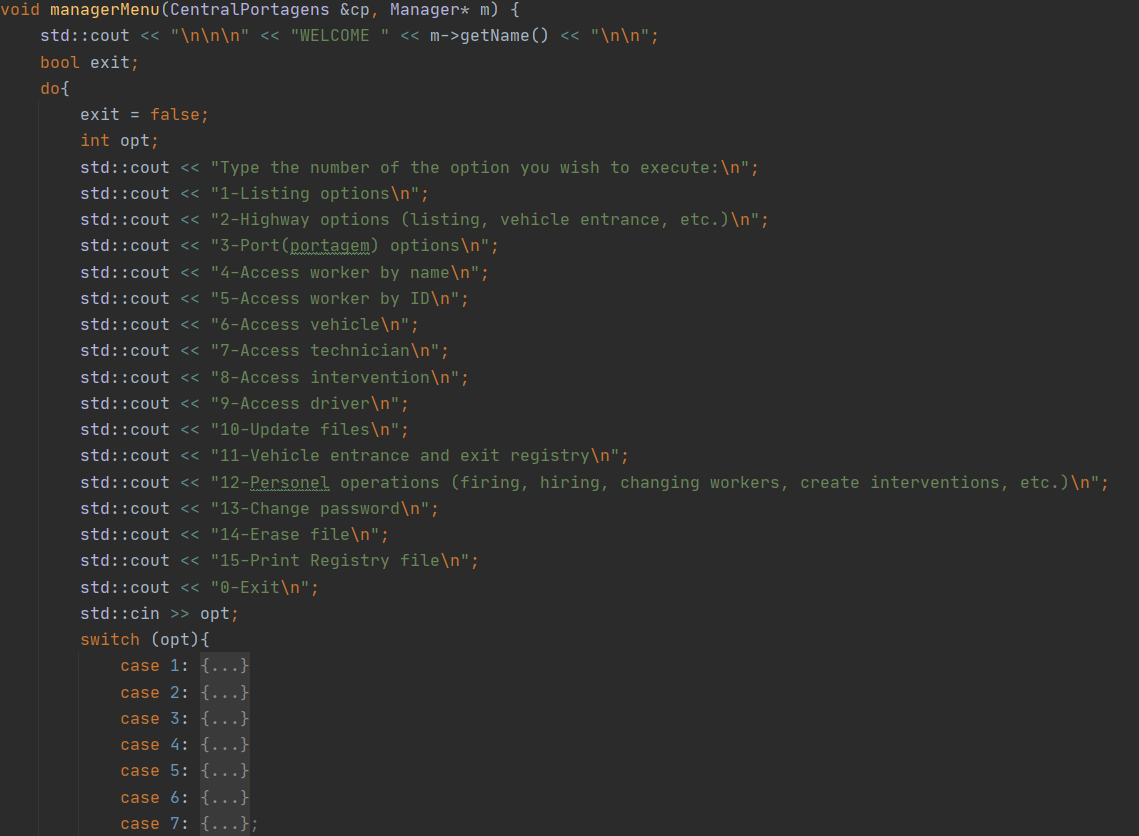 void managerMenu(CentralPortagens &cp, Manager* m) {
    std::cout << "\n\n\n" << "WELCOME " << m->getName() << "\n\n";
    bool exit;
    do{
        exit = false;
        int opt;
        std::cout << "Type the number of the option you wish to execute:\n";
        std::cout << "1-Listing options\n";
        std::cout << "2-Highway options (listing, vehicle entrance, etc.)\n";
        std::cout << "3-Port(portagem) options\n";
        std::cout << "4-Access worker by name\n";
        std::cout << "5-Access worker by ID\n";
        std::cout << "6-Access vehicle\n";
        std::cout << "7-Access technician\n";
        std::cout << "8-Access intervention\n";
        std::cout << "9-Access driver\n";
        std::cout << "10-Update files\n";
        std::cout << "11-Vehicle entrance and exit registry\n";
        std::cout << "12-Personel operations (firing, hiring, changing workers, create interventions, etc.)\n";
        std::cout << "13-Change password\n";
        std::cout << "14-Erase file\n";
        std::cout << "15-Print Registry file\n";
        std::cout << "0-Exit\n";
        std::cin >> opt;
        switch (opt){
            case 1: {...}
            case 2: {...}
            case 3: {...}
            case 4: {...}
            case 5: {...}
            case 6: {...}
            case 7: {...};